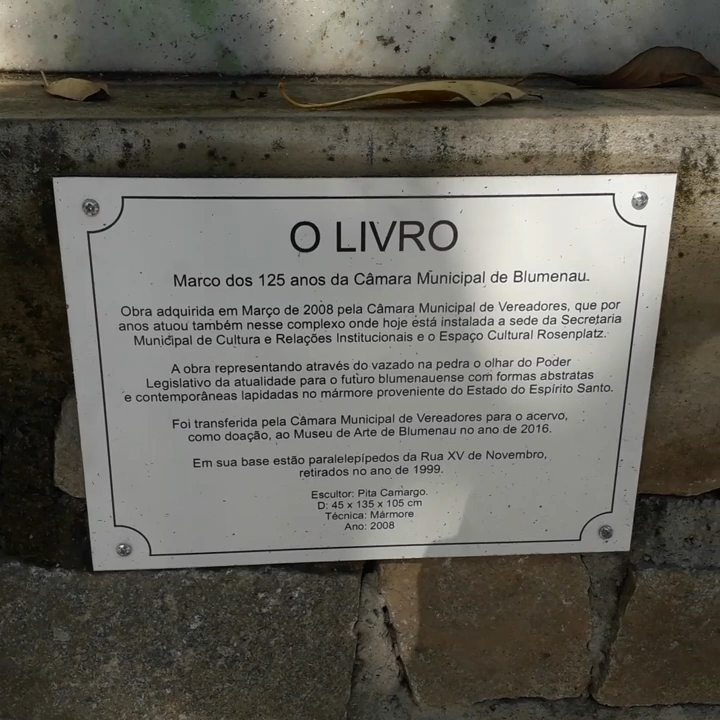 O LIVRO
Marco dos 125 anos da Câmara Municipal de Blumenau.
Obra adquirida em Março de 2008 pela Câmara Municipal de Vereadores, que por
anos atuou também nesse complexo onde hoje está instalada a sede da Secretaria
Municipal de Cultura e Relações Institucionais e o Espaço Cultural Rosenplatz.
A obra representando através do vazado na pedra o olhar do Poder
Legislativo da atualidade para o futuro blumenauense com formas abstratas
e contemporâneas lapidadas no mármore proveniente do Estado do Espírito Santo.
Foi transferida pela Câmara Municipal de Vereadores para o acervo,
como doação, ao Museu de Arte de Blumenau no ano de 2016.
Em sua base estão paralelepípedos da Rua XV de Novembro,
retirados no ano de 1999.
Escultor: Pita Camargo.
D: 45 x 135 x 105 cm
Técnica: Mármore
Ano: 2008